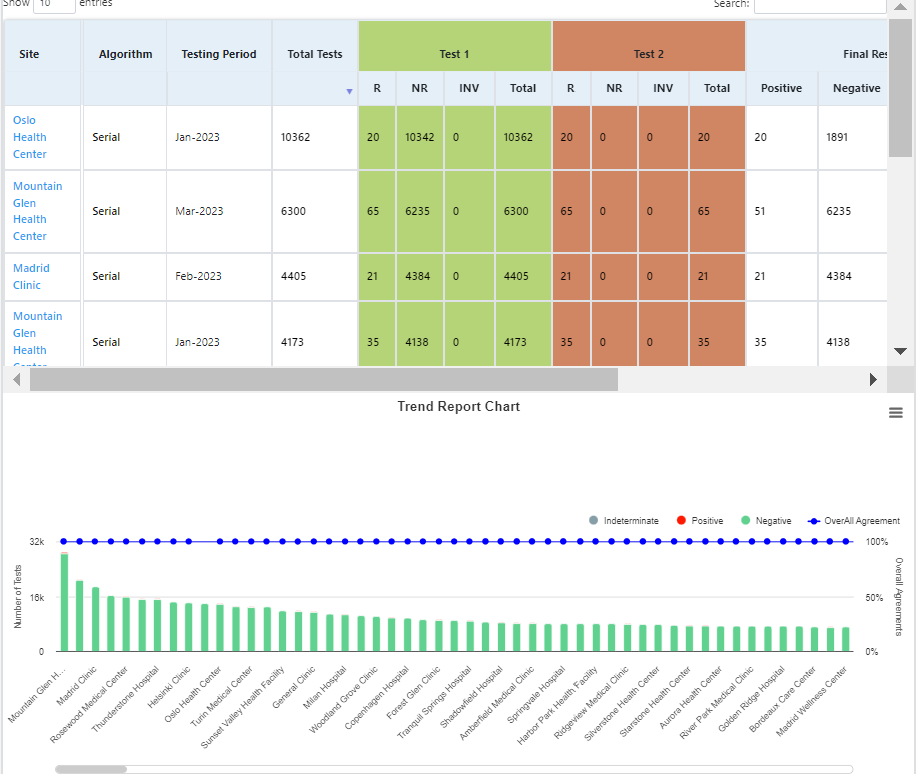 Show 10 entries
Search:
Site Algorithm Testing Period Total Tests Test 1 Test 2 Final Res
R NR INV Total R NR INV Total Positive Negative
Oslo
Health
Center
Serial Jan-2023 10362 20 10342 0 10362 20 0 0 20 20 1891
Mountain
Glen
Health
Center
Serial Mar-2023 6300 65 6235 0 6300 65 0 0 65 51 6235
Madrid
Clinic
Serial Feb-2023 4405 21 4384 0 4405 21 0 0 21 21 4384
Mountain
Glen
Health
Center
Serial Jan-2023 4173 35 4138 0 4173 35 0 0 35 35 4138
Trend Report Chart
Indeterminate Positive Negative OverAll Agreement
32k
16k
0
Number of Tests
100%
50%
0%
Overall Agreements
Mountain Glen H...
Madrid Clinic
Rosewood Medical Center
Thunderstone Hospital
Helsinki Clinic
Oslo Health Center
Turin Medical Center
Sunset Valley Health Facility
General Clinic
Milan Hospital
Woodland Grove Clinic
Copenhagen Hospital
Forest Glen Clinic
Tranquil Springs Hospital
Shadowfield Hospital
Amberfield Medical Clinic
Springvale Hospital
Harbor Park Health Facility
Ridgeview Medical Clinic
Silverstone Health Center
Starstone Health Center
Aurora Health Center
River Park Medical Clinic
Golden Ridge Hospital
Bordeaux Care Center
Madrid Wellness Center